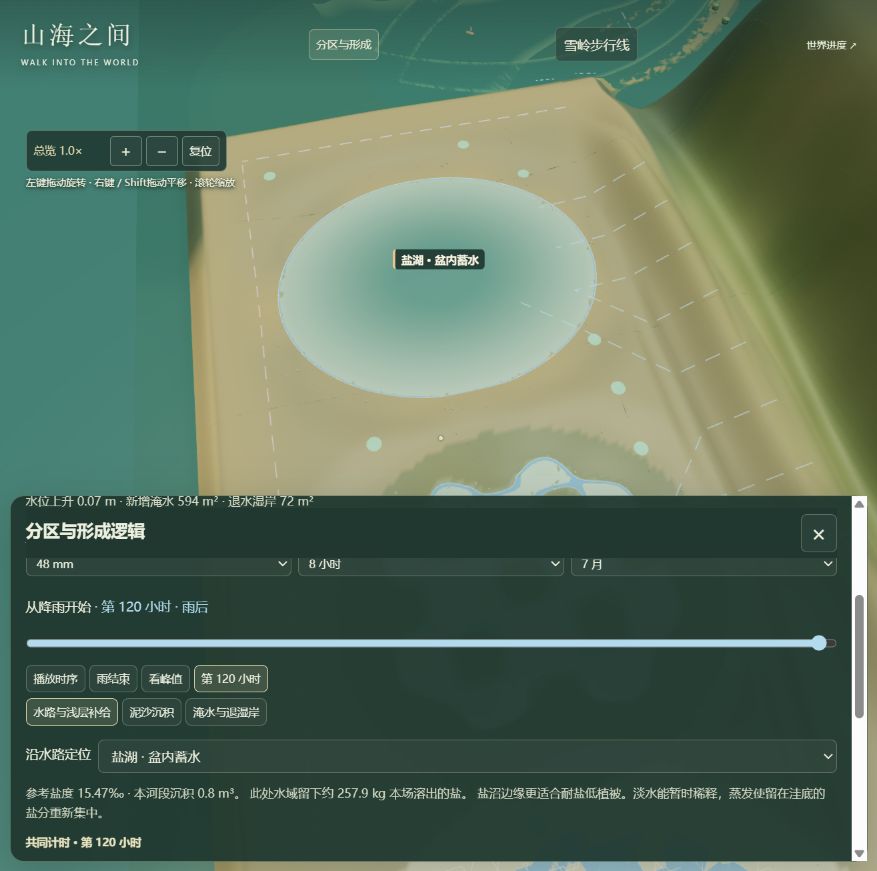 山海之间
WALK INTO THE WORLD
分区与形成
雪岭步行线
世界进度 ↗
总览 1.0×
+
−
复位
左键拖动旋转 · 右键 / Shift拖动平移 · 滚轮缩放
盐湖 · 盆内蓄水
水位上升 0.07 m · 新增淹水 594 m² · 退水湿岸 72 m²
分区与形成逻辑
×
48 mm
8 小时
7 月
从降雨开始 · 第 120 小时 · 雨后
播放时序
雨结束
看峰值
第 120 小时
水路与浅层补给
泥沙沉积
淹水与退湿岸
沿水路定位
盐湖 · 盆内蓄水
参考盐度 15.47‰ · 本河段沉积 0.8 m³。 此处水域留下约 257.9 kg 本场溶出的盐。 盐沼边缘更适合耐盐低植被。淡水能暂时稀释，蒸发使留在洼底的
盐分重新集中。
共同计时 · 第 120 小时